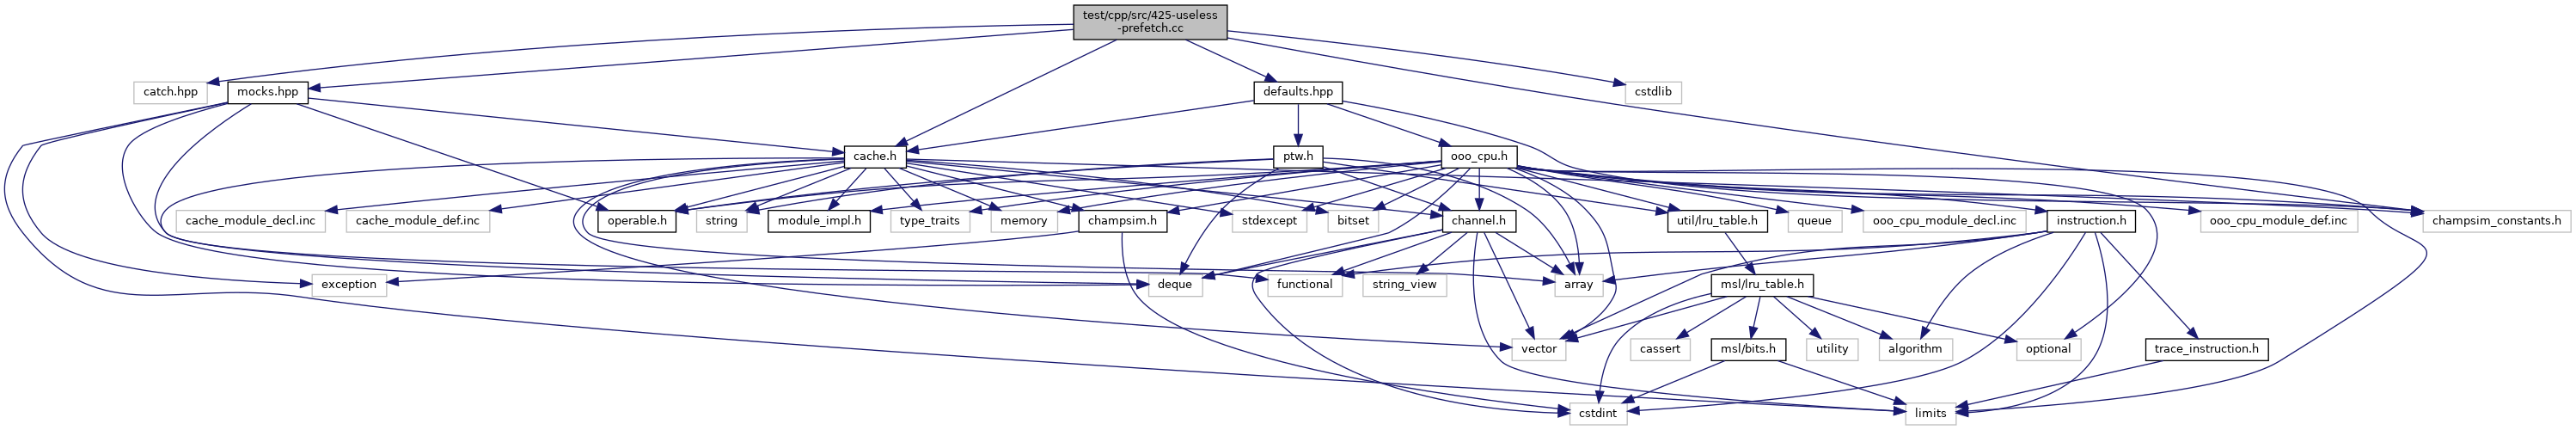 test/cpp/src/425-useless
-prefetch.cc
catch.hpp
mocks.hpp
defaults.hpp
cstdlib
cache.h
ptw.h
ooo_cpu.h
cache_module_decl.inc
cache_module_def.inc
operable.h
string
module_impl.h
type_traits
memory
champsim.h
stdexcept
bitset
channel.h
util/lru_table.h
queue
ooo_cpu_module_decl.inc
instruction.h
ooo_cpu_module_def.inc
champsim_constants.h
exception
deque
functional
string_view
array
msl/lru_table.h
vector
cassert
msl/bits.h
utility
algorithm
optional
trace_instruction.h
cstdint
limits